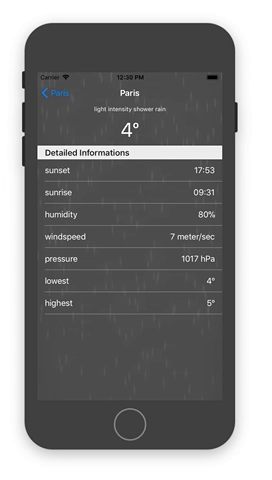 Carrier 12:30 PM
Paris Paris
light intensity shower rain
4°
Detailed Informations
sunset 17:53
sunrise 09:31
humidity 80%
windspeed 7 meter/sec
pressure 1017 hPa
lowest 4°
highest 5°